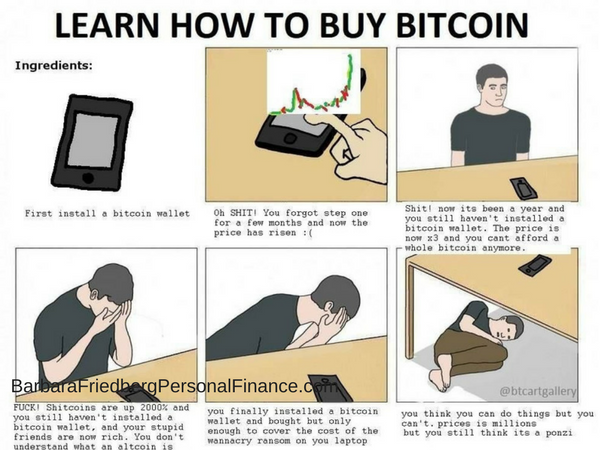 LEARN HOW TO BUY BITCOIN
Ingredients:
First install a bitcoin wallet
Oh SHIT! You forgot step one
for a few months and now the
price has risen :(
Shit! now its been a year and
you still haven't installed a
bitcoin wallet. The price is
now x3 and you cant afford a
whole bitcoin anymore.
BarbaraFriedbergPersonalFinance.com
@btcartgallery
FUCK! Shitcoins are up 2000% and
you still haven't installed a
bitcoin wallet, and your stupid
friends are now rich. You don't
understand what an altcoin is
you finally installed a bitcoin
wallet and bought but only
enough to cover the cost of the
wannacry ransom on you laptop
you think you can do things but you
can't. prices is millions
but you still think its a ponzi